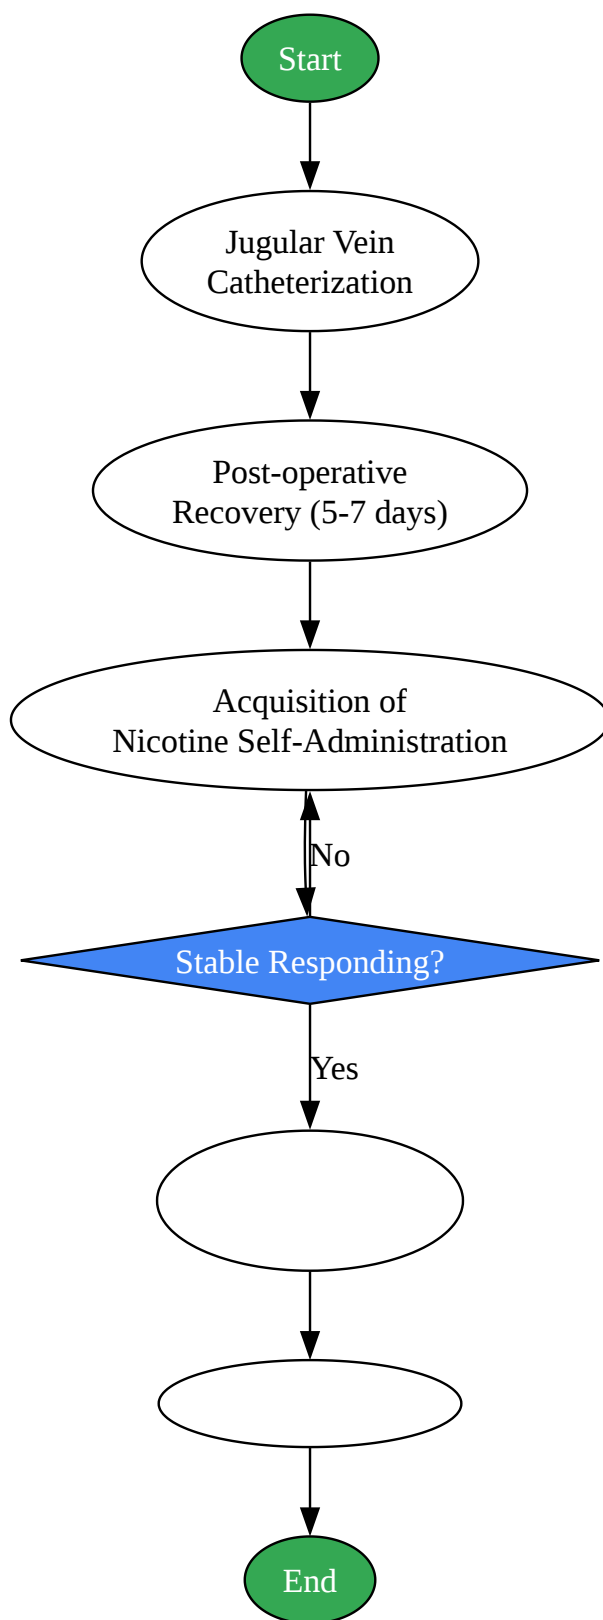 Start
Jugular Vein
Catheterization
Post-operative
Recovery (5-7 days)
Acquisition of
Nicotine Self-Administration
No
Stable Responding?
Yes
End